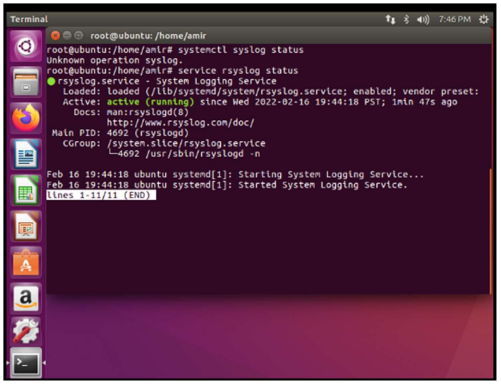 Terminal
7:46 PM
root@ubuntu: /home/amir
root@ubuntu:/home/amir# systemctl syslog status
Unknown operation syslog.
root@ubuntu:/home/amir# service rsyslog status
● rsyslog.service - System Logging Service
Loaded: loaded (/lib/systemd/system/rsyslog.service; enabled; vendor preset:
Active: active (running) since Wed 2022-02-16 19:44:18 PST; 1min 47s ago
Docs: man:rsyslogd(8)
http://www.rsyslog.com/doc/
Main PID: 4692 (rsyslogd)
CGroup: /system.slice/rsyslog.service
└─4692 /usr/sbin/rsyslogd -n
Feb 16 19:44:18 ubuntu systemd[1]: Starting System Logging Service...
Feb 16 19:44:18 ubuntu systemd[1]: Started System Logging Service.
lines 1-11/11 (END)